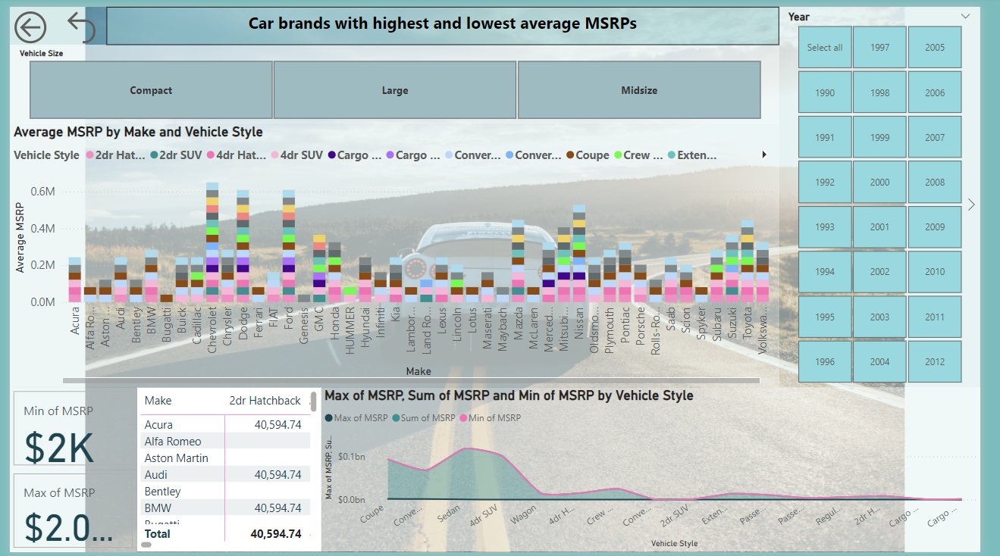 Car brands with highest and lowest average MSRPs
Year
Vehicle Size
Compact
Large
Midsize
Select all 1997 2005
1990 1998 2006
1991 1999 2007
1992 2000 2008
1993 2001 2009
1994 2002 2010
1995 2003 2011
1996 2004 2012
Average MSRP by Make and Vehicle Style
Vehicle Style 2dr Hat... 2dr SUV 4dr Hat... 4dr SUV Cargo ... Cargo ... Conver... Conver... Coupe Crew ... Exten...
Average MSRP
0.6M
0.4M
0.2M
0.0M
Acura
Alfa Ro...
Aston ...
Audi
Bentley
BMW
Bugatti
Buick
Cadillac
Chevrolet
Chrysler
Dodge
Ferrari
FIAT
Ford
Genesis
GMC
Honda
HUMMER
Hyundai
Infiniti
Kia
Lambor...
Land Ro...
Lexus
Lincoln
Lotus
Maserati
Maybach
Mazda
McLaren
Merced...
Mitsubi...
Nissan
Oldsmo...
Plymouth
Pontiac
Porsche
Rolls-Ro...
Saab
Scion
Spyker
Subaru
Suzuki
Toyota
Volkswa...
Make
Min of MSRP
$2K
Max of MSRP
$2.0...
Make 2dr Hatchback
Acura 40,594.74
Alfa Romeo
Aston Martin
Audi 40,594.74
Bentley
BMW 40,594.74
Bugatti
Total 40,594.74
Max of MSRP, Sum of MSRP and Min of MSRP by Vehicle Style
Max of MSRP Sum of MSRP Min of MSRP
Max of MSRP, Su...
$0.1bn
$0.0bn
Coupe
Conve...
Sedan
4dr SUV
Wagon
4dr H...
Crew ...
Conve...
2dr SUV
Exten...
Passe...
Passe...
Regul...
2dr H...
Cargo ...
Cargo ...
Vehicle Style